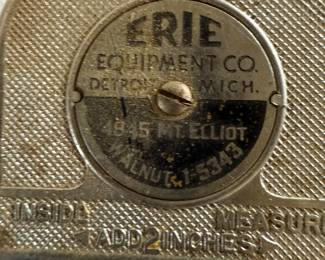 ERIE
EQUIPMENT CO.
DETROIT MICH.
4845 MT. ELLIOT
WALNUT 1-5343
INSIDE MEASURE
ADD 2 INCHES